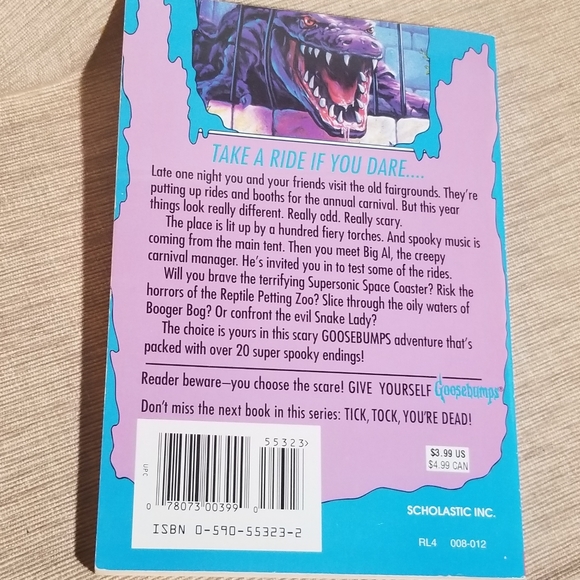 TAKE A RIDE IF YOU DARE....
Late one night you and your friends visit the old fairgrounds. They're
putting up rides and booths for the annual carnival. But this year
things look really different. Really odd. Really scary.
The place is lit up by a hundred fiery torches. And spooky music is
coming from the main tent. Then you meet Big Al, the creepy
carnival manager. He's invited you in to test some of the rides.
Will you brave the terrifying Supersonic Space Coaster? Risk the
horrors of the Reptile Petting Zoo? Slice through the oily waters of
Booger Bog? Or confront the evil Snake Lady?
The choice is yours in this scary GOOSEBUMPS adventure that's
packed with over 20 super spooky endings!
Reader beware—you choose the scare! GIVE YOURSELF Goosebumps®
Don't miss the next book in this series: TICK, TOCK, YOU'RE DEAD!
55323>
UPC
0 78073 00399 0
ISBN 0-590-55323-2
$3.99 US
$4.99 CAN
SCHOLASTIC INC.
RL4 008-012